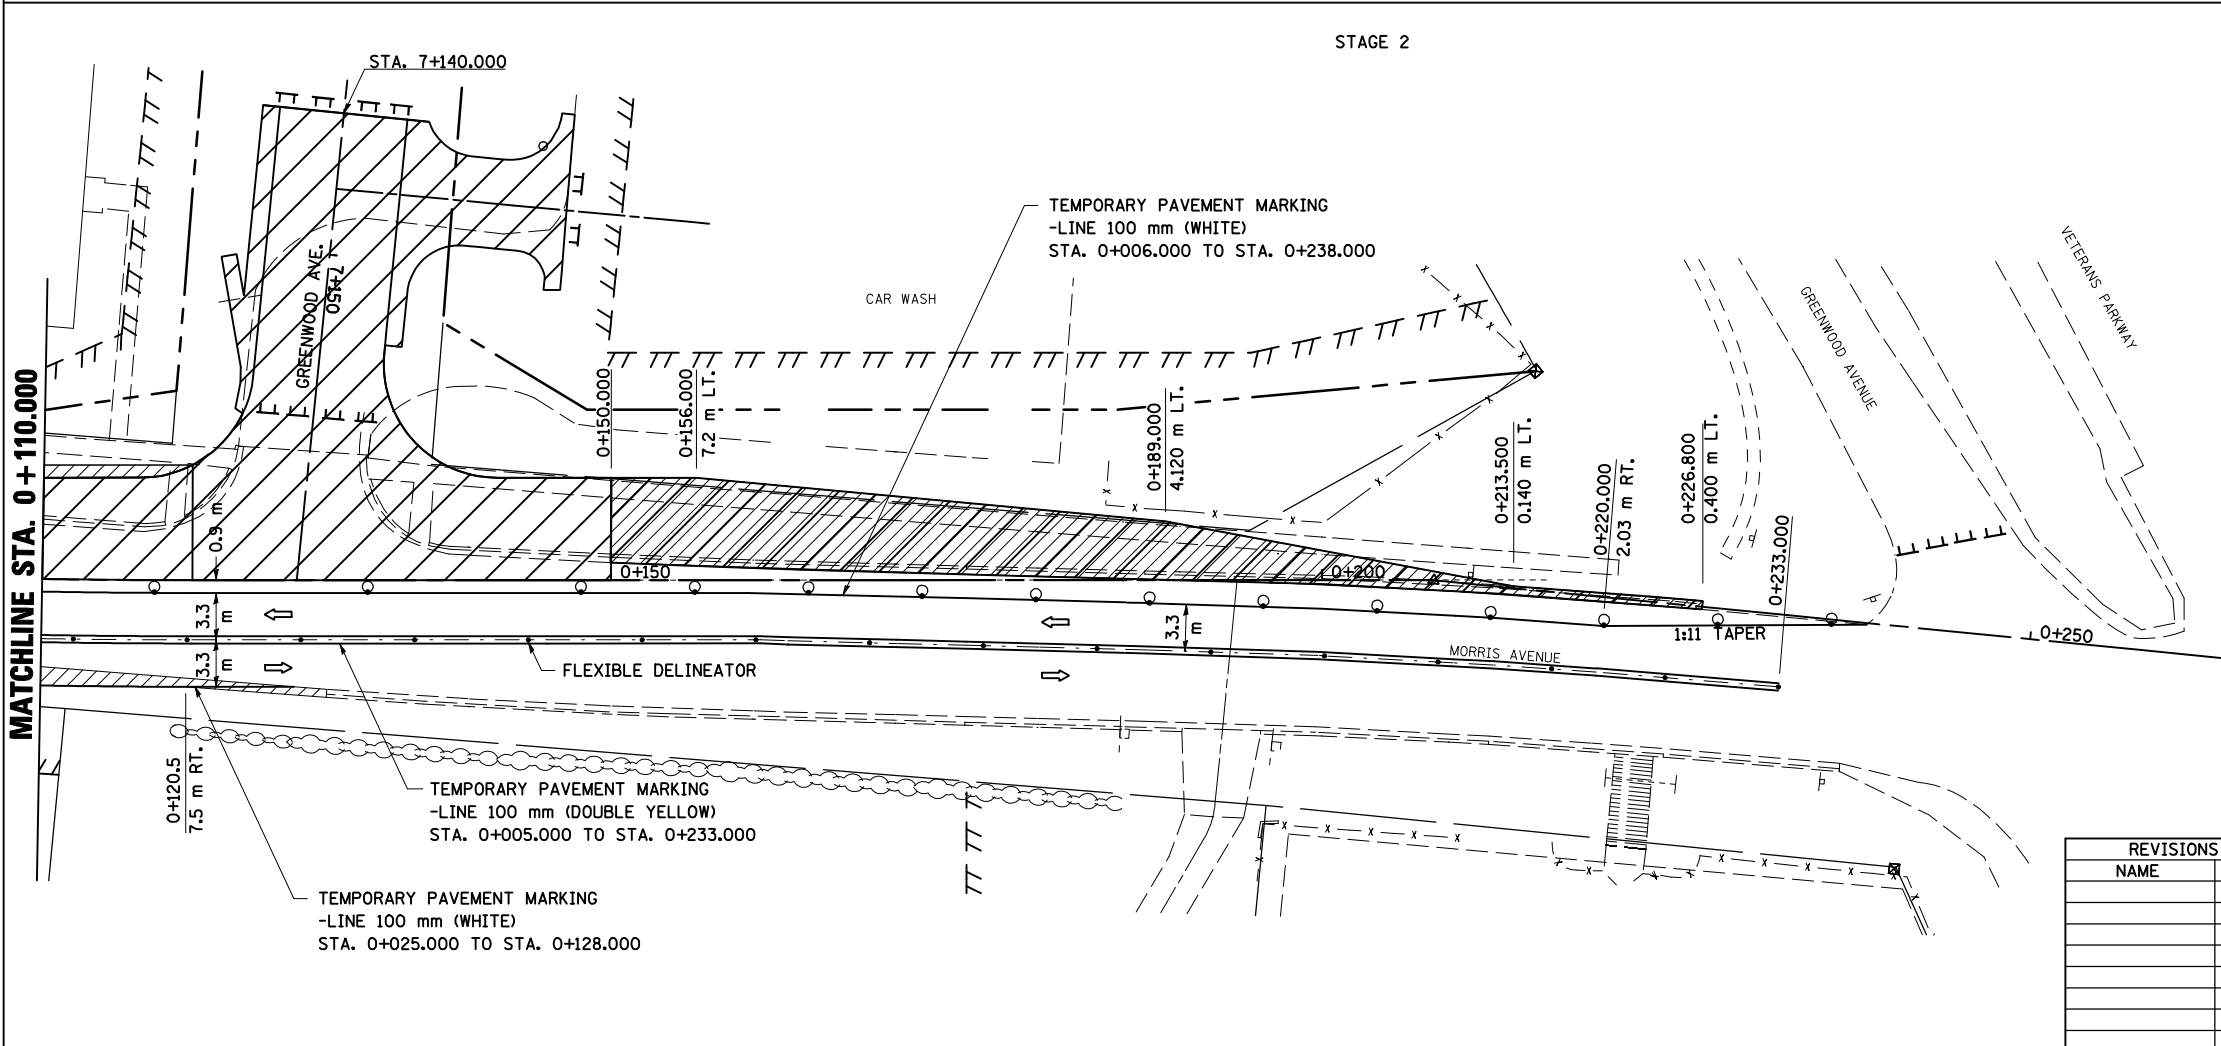 STAGE 2
STA. 7+140.000
TEMPORARY PAVEMENT MARKING
-LINE 100 mm (WHITE)
STA. 0+006.000 TO STA. 0+238.000
CAR WASH
GREENWOOD AVE.
7+150
VETERANS PARKWAY
GREENWOOD AVENUE
MATCHLINE STA. 0+110.000
0+150.000
0+156.000
7.2 m LT.
0+189.000
4.120 m LT.
0+213.500
0.140 m LT.
0+220.000
2.03 m RT.
0+226.800
0.400 m LT.
0+233.000
0.9 m
0+150
0+200
0+250
3.3 m
3.3 m
3.3 m
1:11 TAPER
MORRIS AVENUE
FLEXIBLE DELINEATOR
0+120.5
7.5 m RT.
TEMPORARY PAVEMENT MARKING
-LINE 100 mm (DOUBLE YELLOW)
STA. 0+005.000 TO STA. 0+233.000
TEMPORARY PAVEMENT MARKING
-LINE 100 mm (WHITE)
STA. 0+025.000 TO STA. 0+128.000
REVISIONS
NAME